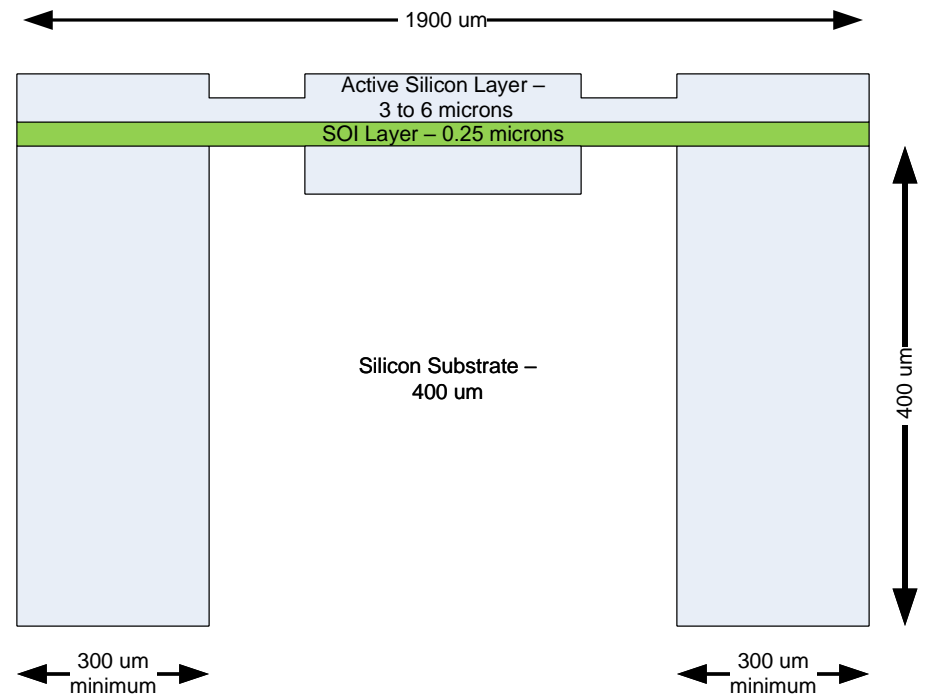 1900 um
Active Silicon Layer –
3 to 6 microns
SOI Layer – 0.25 microns
Silicon Substrate –
400 um
400 um
300 um
minimum
300 um
minimum